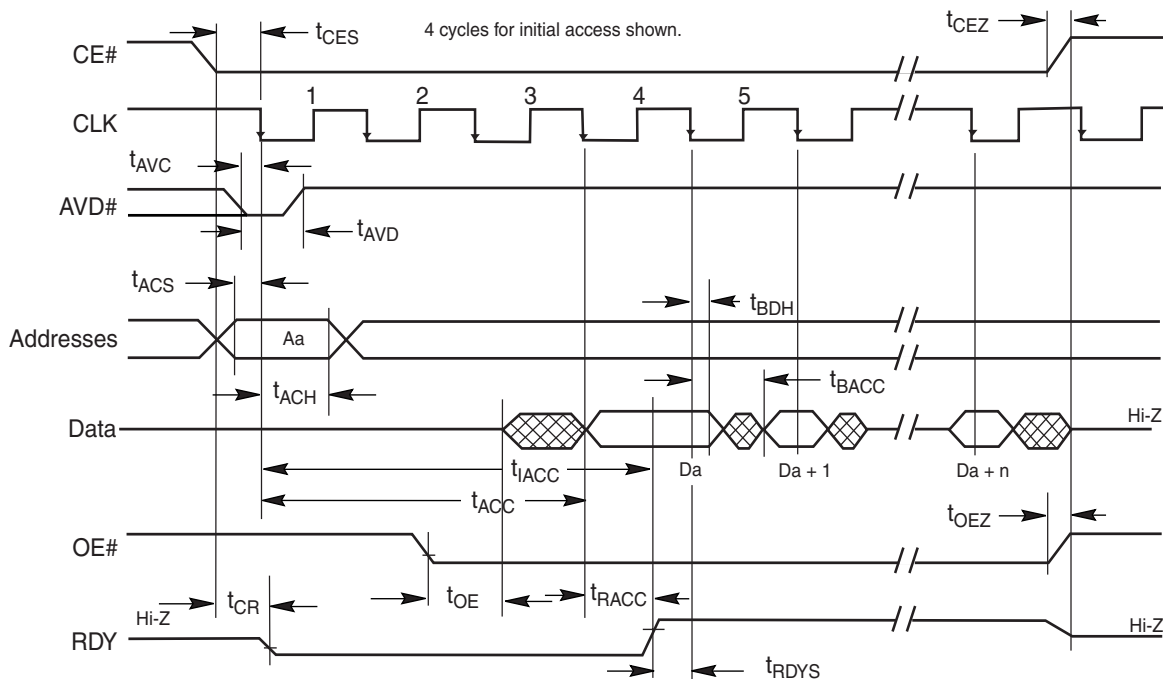 4 cycles for initial access shown.
tCES
tCEZ
CE#
1 2 3 4 5
CLK
tAVC
AVD#
tAVD
tACS
tBDH
Addresses
Aa
tACH
tBACC
Data
Hi-Z
tIACC
Da
Da + 1
Da + n
tACC
tOEZ
OE#
tOE
tRACC
tCR
Hi-Z
Hi-Z
RDY
tRDYS